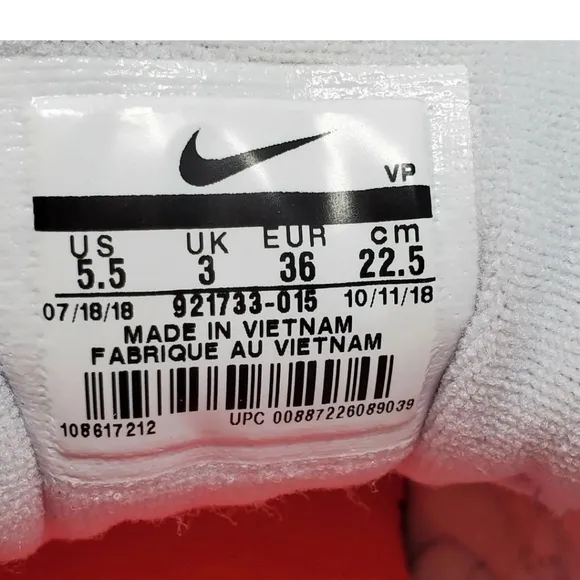 VP
US UK EUR cm
5.5 3 36 22.5
07/18/18 921733-015 10/11/18
MADE IN VIETNAM
FABRIQUE AU VIETNAM
108617212 UPC 00887226089039